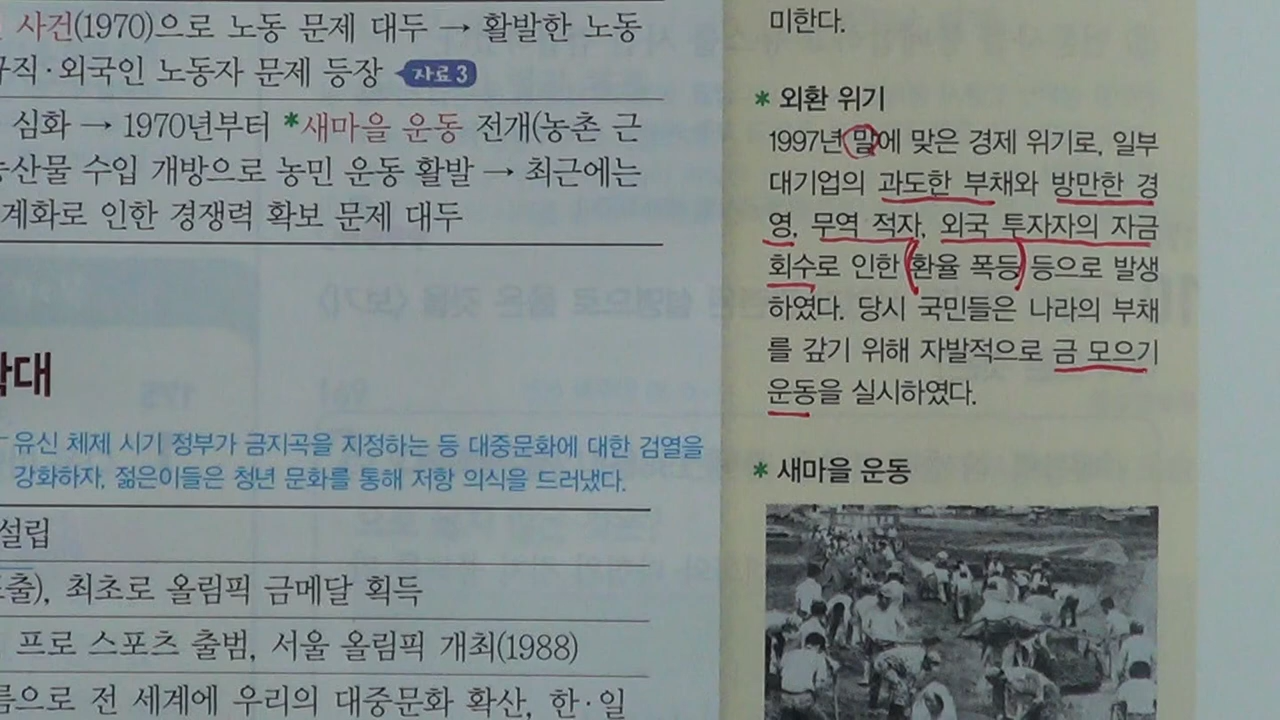 사건(1970)으로 노동 문제 대두 → 활발한 노동
규직·외국인 노동자 문제 등장 자료3
심화 → 1970년부터 *새마을 운동 전개(농촌 근
농산물 수입 개방으로 농민 운동 활발 → 최근에는
계화로 인한 경쟁력 확보 문제 대두
확대
유신 체제 시기 정부가 금지곡을 지정하는 등 대중문화에 대한 검열을
강화하자, 젊은이들은 청년 문화를 통해 저항 의식을 드러냈다.
설립
최초로 올림픽 금메달 획득
프로 스포츠 출범, 서울 올림픽 개최(1988)
으로 전 세계에 우리의 대중문화 확산, 한·일
미한다.
* 외환 위기
1997년 말에 맞은 경제 위기로, 일부
대기업의 과도한 부채와 방만한 경
영, 무역 적자, 외국 투자자의 자금
회수로 인한 환율 폭등 등으로 발생
하였다. 당시 국민들은 나라의 부채
를 갚기 위해 자발적으로 금 모으기
운동을 실시하였다.
* 새마을 운동